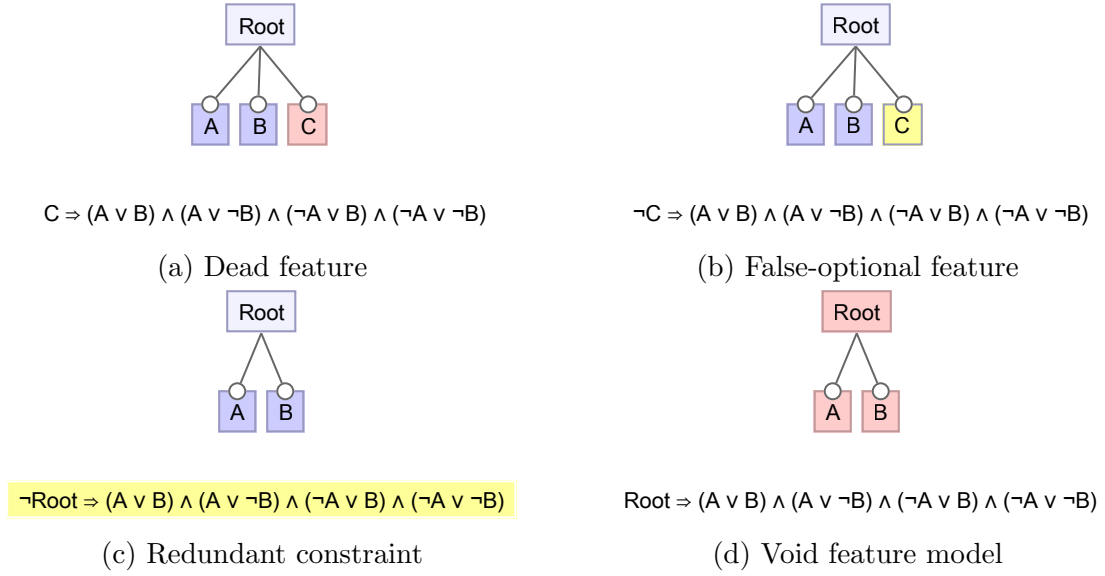 Root
A B C
C ⇒ (A ∨ B) ∧ (A ∨ ¬B) ∧ (¬A ∨ B) ∧ (¬A ∨ ¬B)
(a) Dead feature
Root
A B C
¬C ⇒ (A ∨ B) ∧ (A ∨ ¬B) ∧ (¬A ∨ B) ∧ (¬A ∨ ¬B)
(b) False-optional feature
Root
A B
¬Root ⇒ (A ∨ B) ∧ (A ∨ ¬B) ∧ (¬A ∨ B) ∧ (¬A ∨ ¬B)
(c) Redundant constraint
Root
A B
Root ⇒ (A ∨ B) ∧ (A ∨ ¬B) ∧ (¬A ∨ B) ∧ (¬A ∨ ¬B)
(d) Void feature model